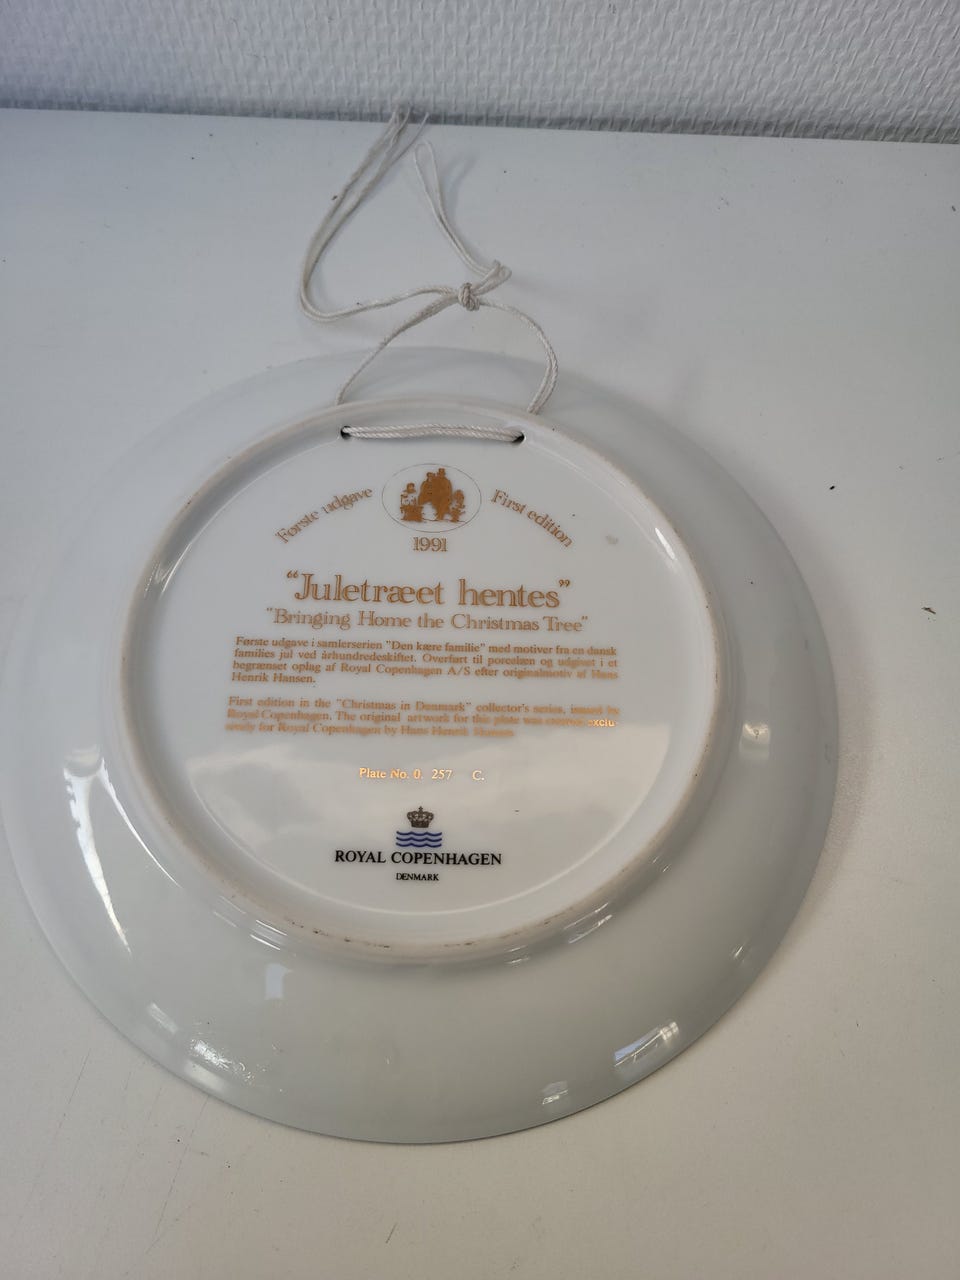 Første udgave
First edition
1991
"Juletræet hentes"
"Bringing Home the Christmas Tree"
Første udgave i samlerserien "Den kære familie" med motiver fra en dansk
families jul ved århundredeskiftet. Overført til porcelæn og udgivet i et
begrænset oplag af Royal Copenhagen A/S efter originalmotiv af Hans
Henrik Hansen.
First edition in the "Christmas in Denmark" collector's series, issued by
Royal Copenhagen. The original artwork for this plate was created exclu-
sively for Royal Copenhagen by Hans Henrik Hansen.
Plate No. 0. 257 C.
ROYAL COPENHAGEN
DENMARK